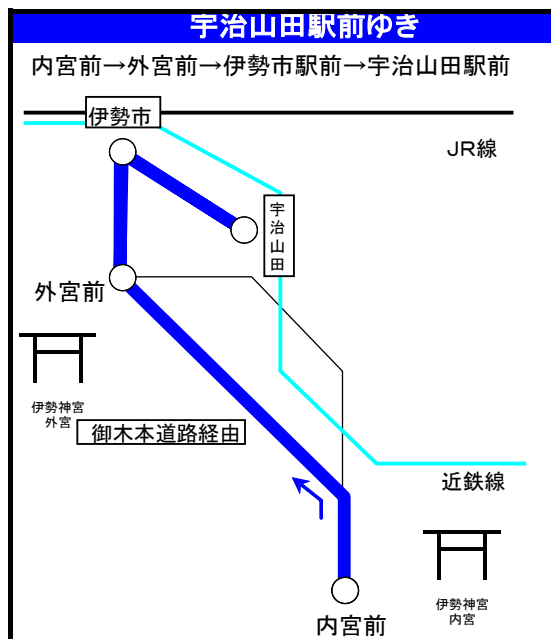 宇治山田駅前ゆき
内宮前→外宮前→伊勢市駅前→宇治山田駅前
伊勢市
JR線
宇治山田
外宮前
伊勢神宮
外宮
御木本道路経由
近鉄線
伊勢神宮
内宮
内宮前